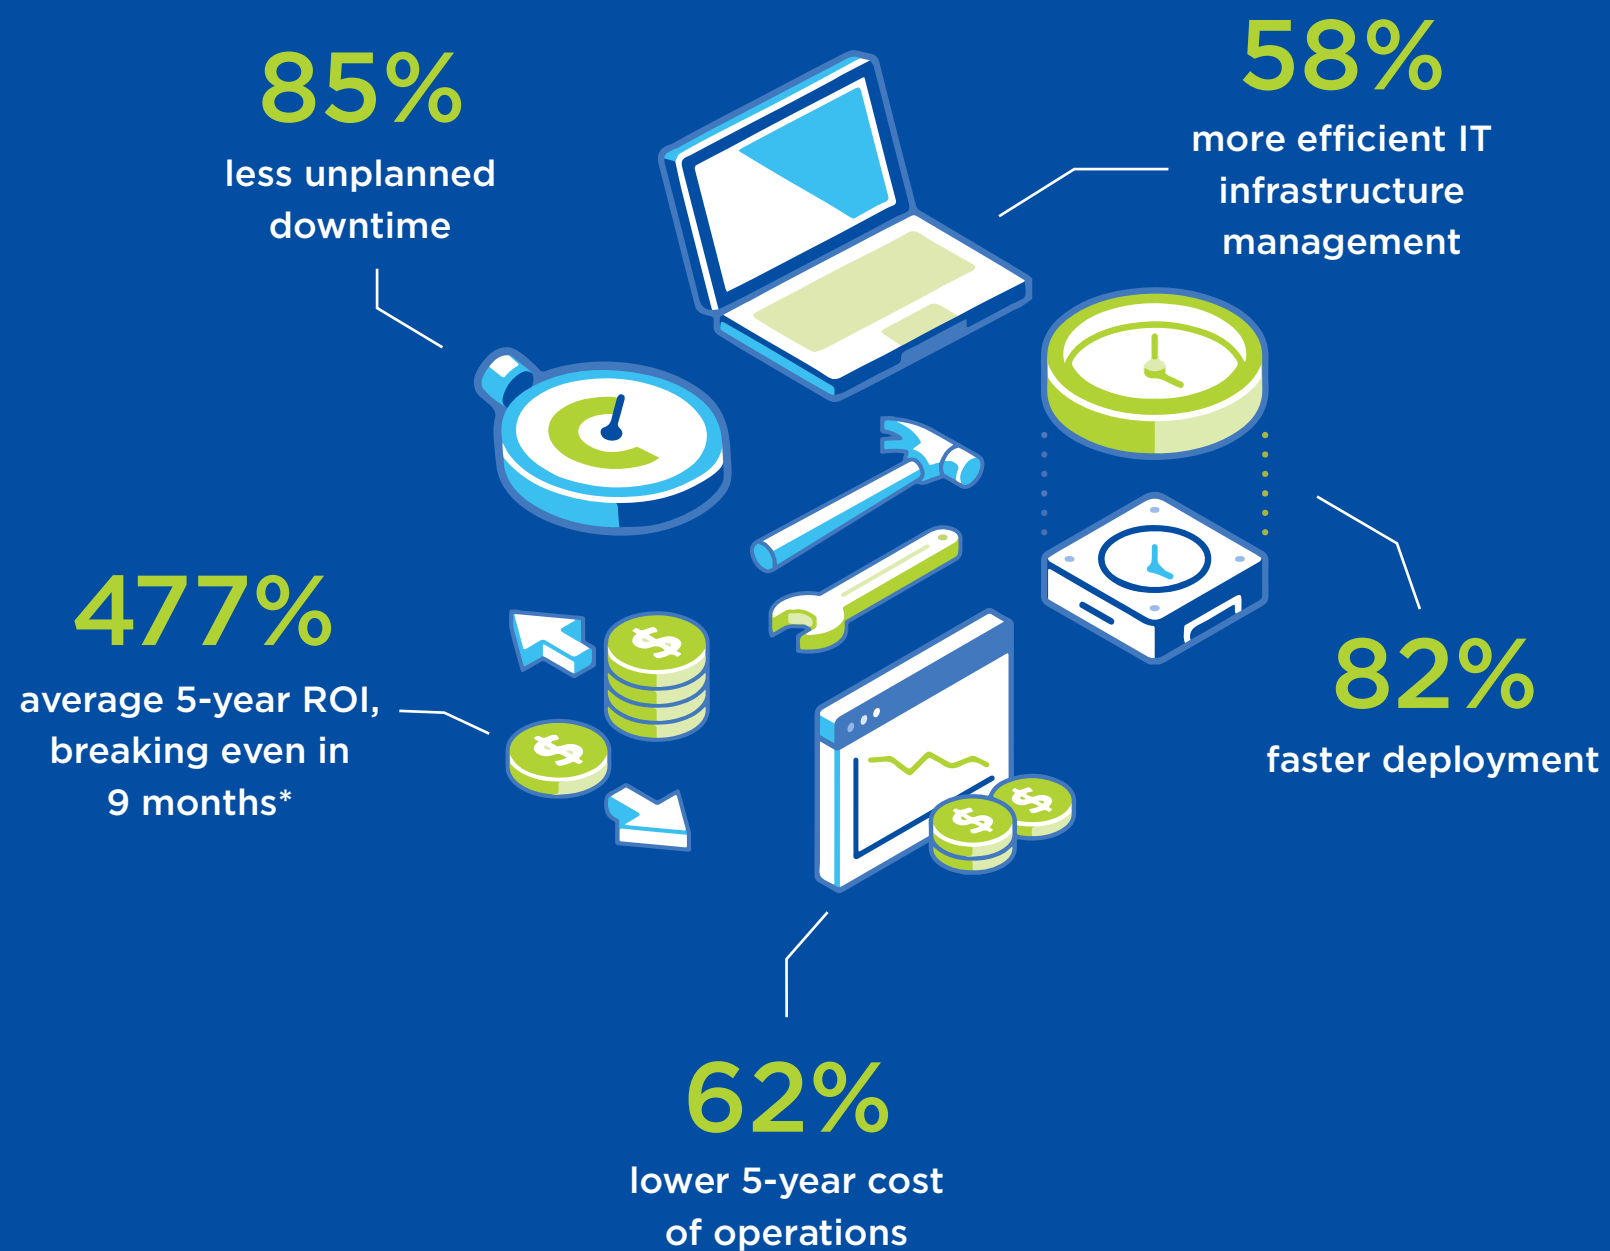 85%
less unplanned
downtime
58%
more efficient IT
infrastructure
management
477%
average 5-year ROI,
breaking even in
9 months*
82%
faster deployment
62%
lower 5-year cost
of operations